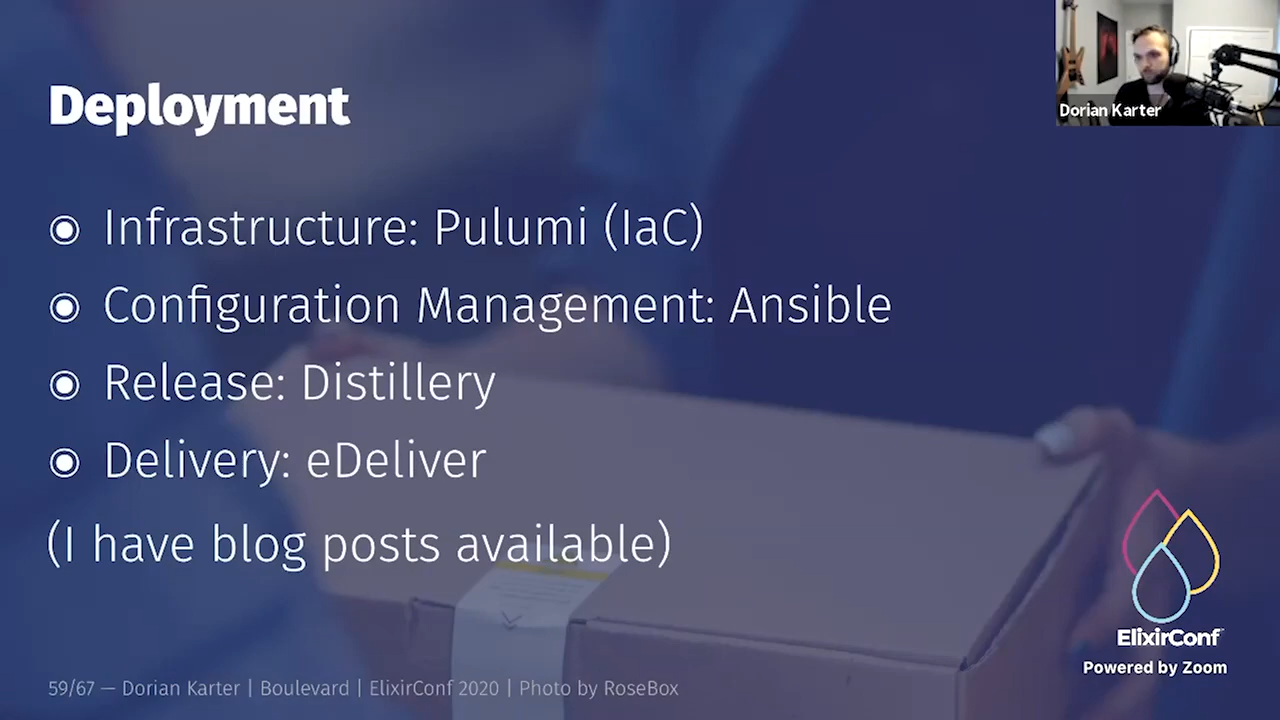 Deployment
Dorian Karter
Infrastructure: Pulumi (IaC)
Configuration Management: Ansible
Release: Distillery
Delivery: eDeliver
(I have blog posts available)
ElixirConf
Powered by Zoom
59/67 — Dorian Karter | Boulevard | ElixirConf 2020 | Photo by RoseBox